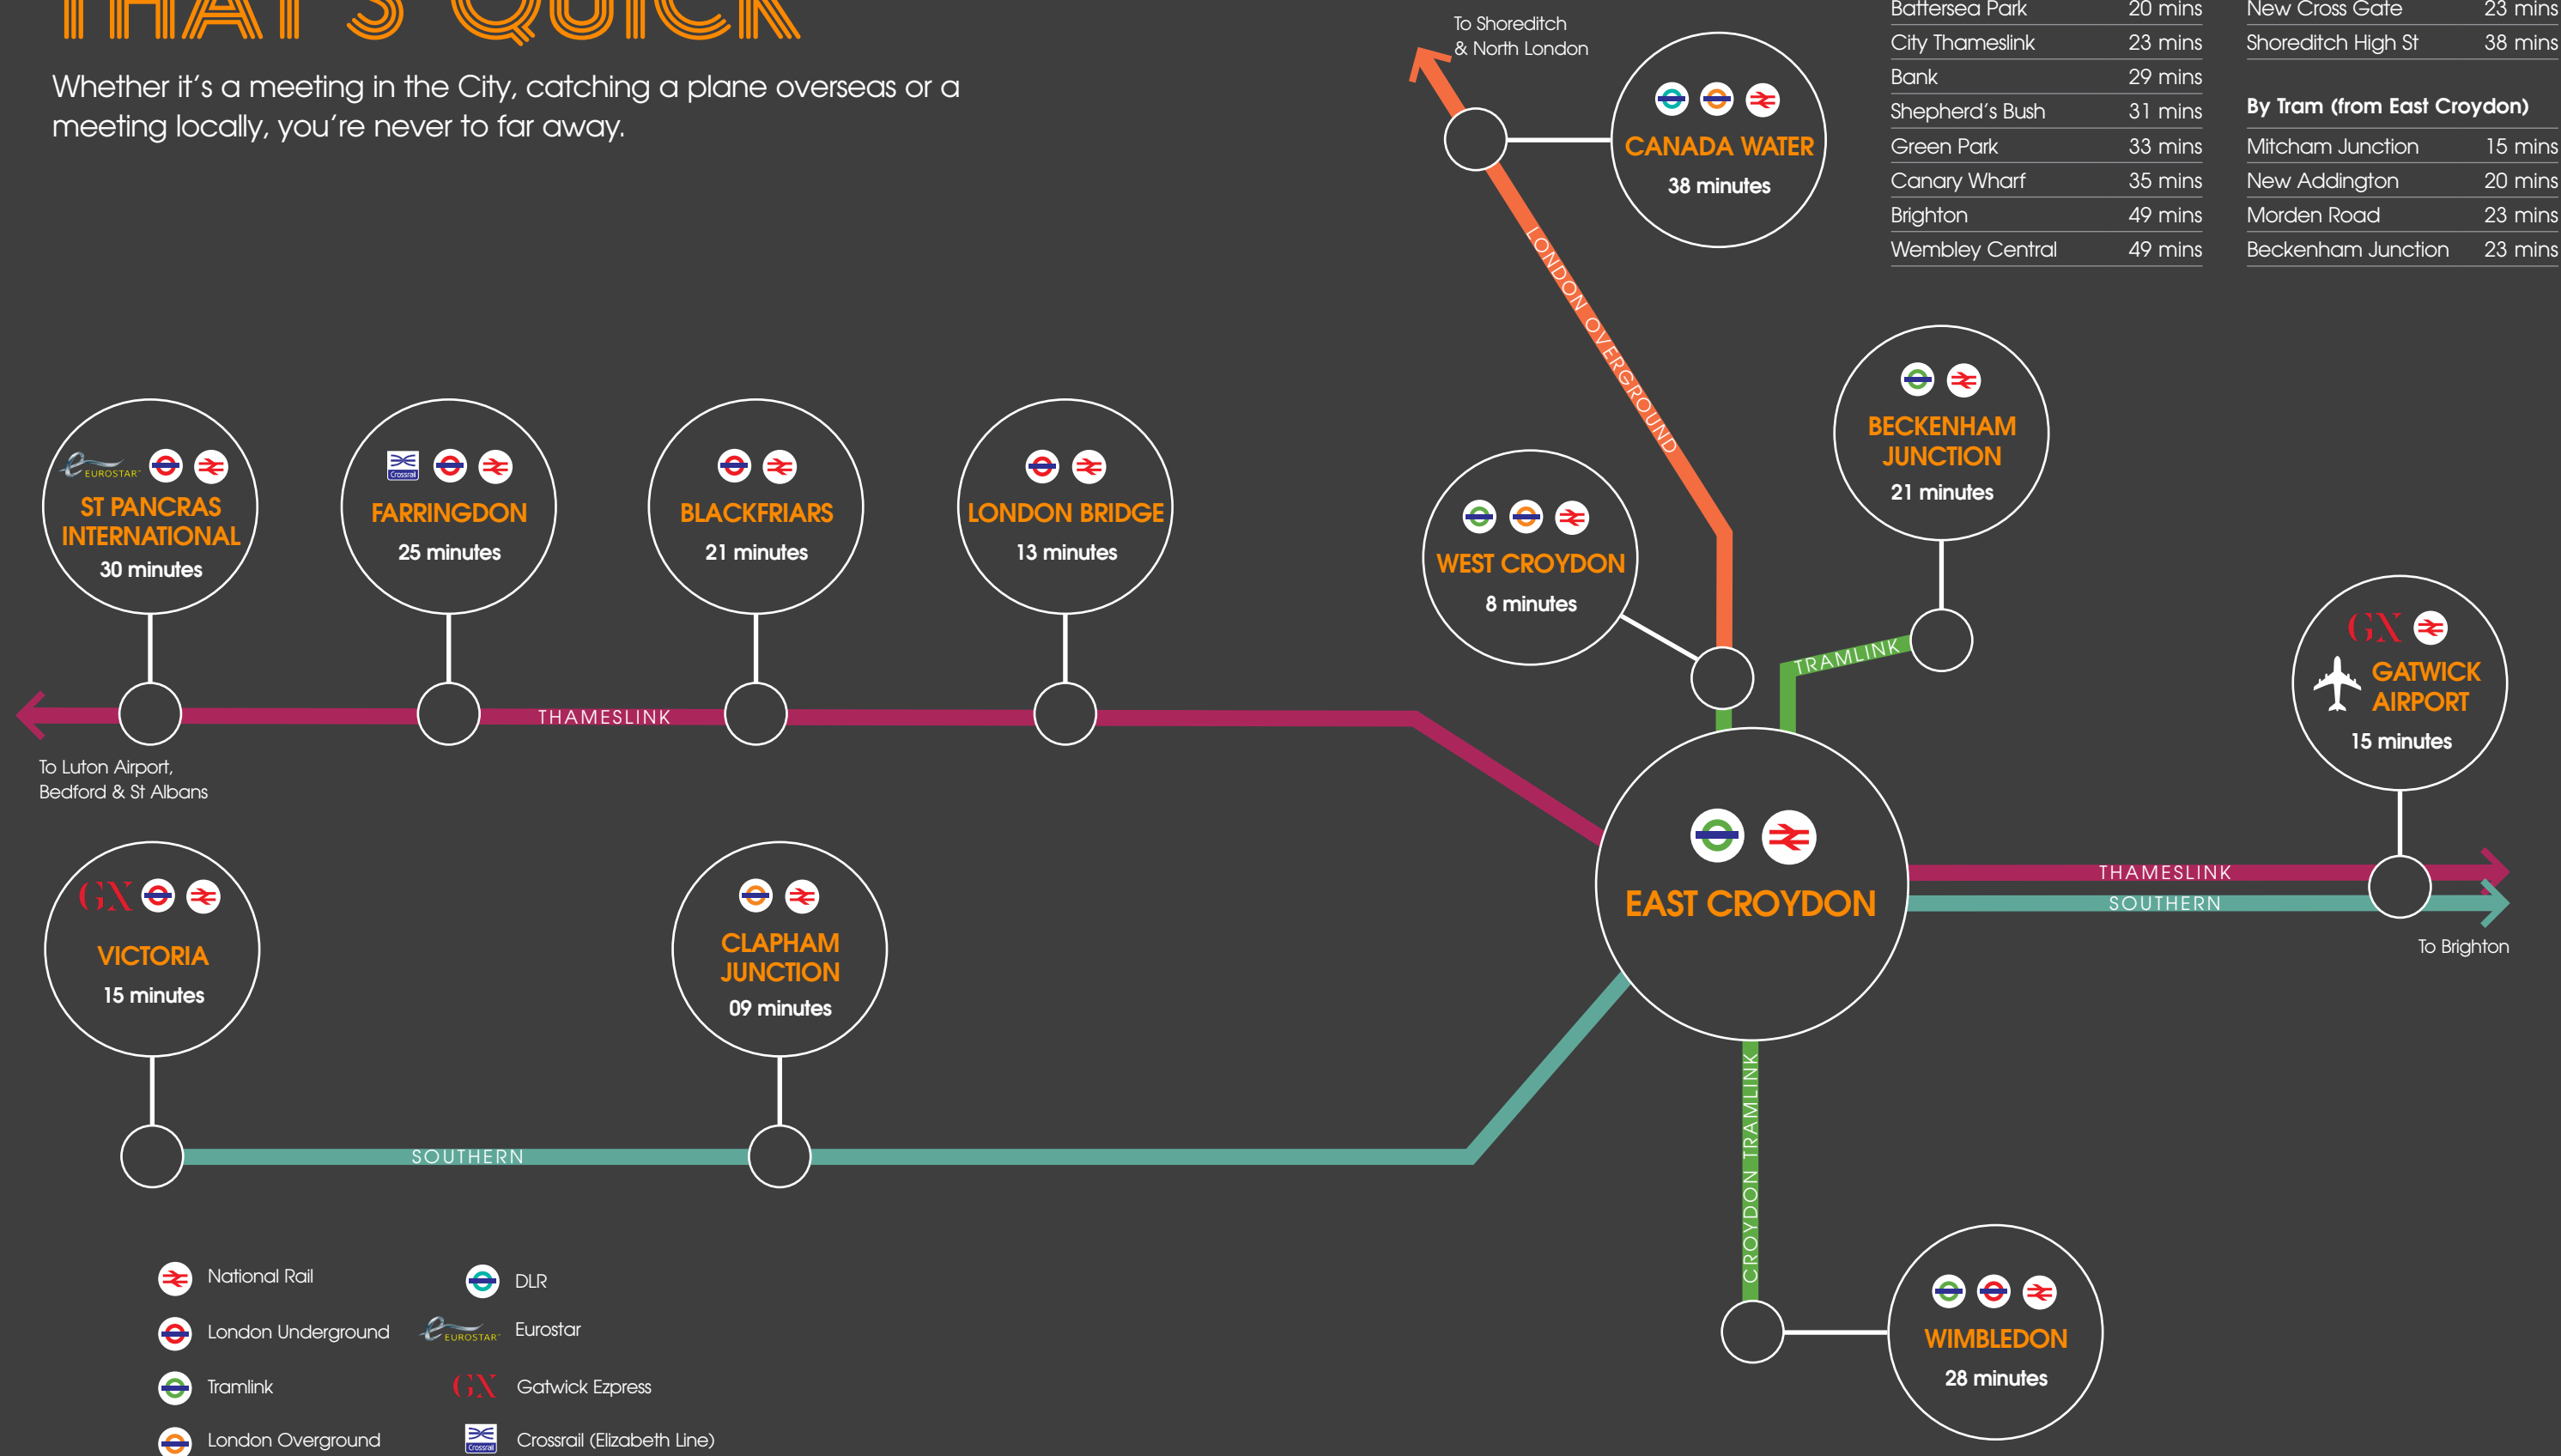 THAT'S QUICK
Whether it's a meeting in the City, catching a plane overseas or a
meeting locally, you're never to far away.
To Shoreditch
& North London
CANADA WATER
38 minutes
Battersea Park 20 mins
City Thameslink 23 mins
Bank 29 mins
Shepherd's Bush 31 mins
Green Park 33 mins
Canary Wharf 35 mins
Brighton 49 mins
Wembley Central 49 mins
New Cross Gate 23 mins
Shoreditch High St 38 mins
By Tram (from East Croydon)
Mitcham Junction 15 mins
New Addington 20 mins
Morden Road 23 mins
Beckenham Junction 23 mins
LONDON OVERGROUND
EUROSTAR
ST PANCRAS
INTERNATIONAL
30 minutes
Crossrail
FARRINGDON
25 minutes
BLACKFRIARS
21 minutes
LONDON BRIDGE
13 minutes
WEST CROYDON
8 minutes
BECKENHAM
JUNCTION
21 minutes
TRAMLINK
GX
GATWICK
AIRPORT
15 minutes
THAMESLINK
To Luton Airport,
Bedford & St Albans
GX
VICTORIA
15 minutes
CLAPHAM
JUNCTION
09 minutes
EAST CROYDON
THAMESLINK
SOUTHERN
To Brighton
SOUTHERN
CROYDON TRAMLINK
WIMBLEDON
28 minutes
National Rail
London Underground
Tramlink
London Overground
DLR
EUROSTAR Eurostar
GX Gatwick Ezpress
Crossrail Crossrail (Elizabeth Line)